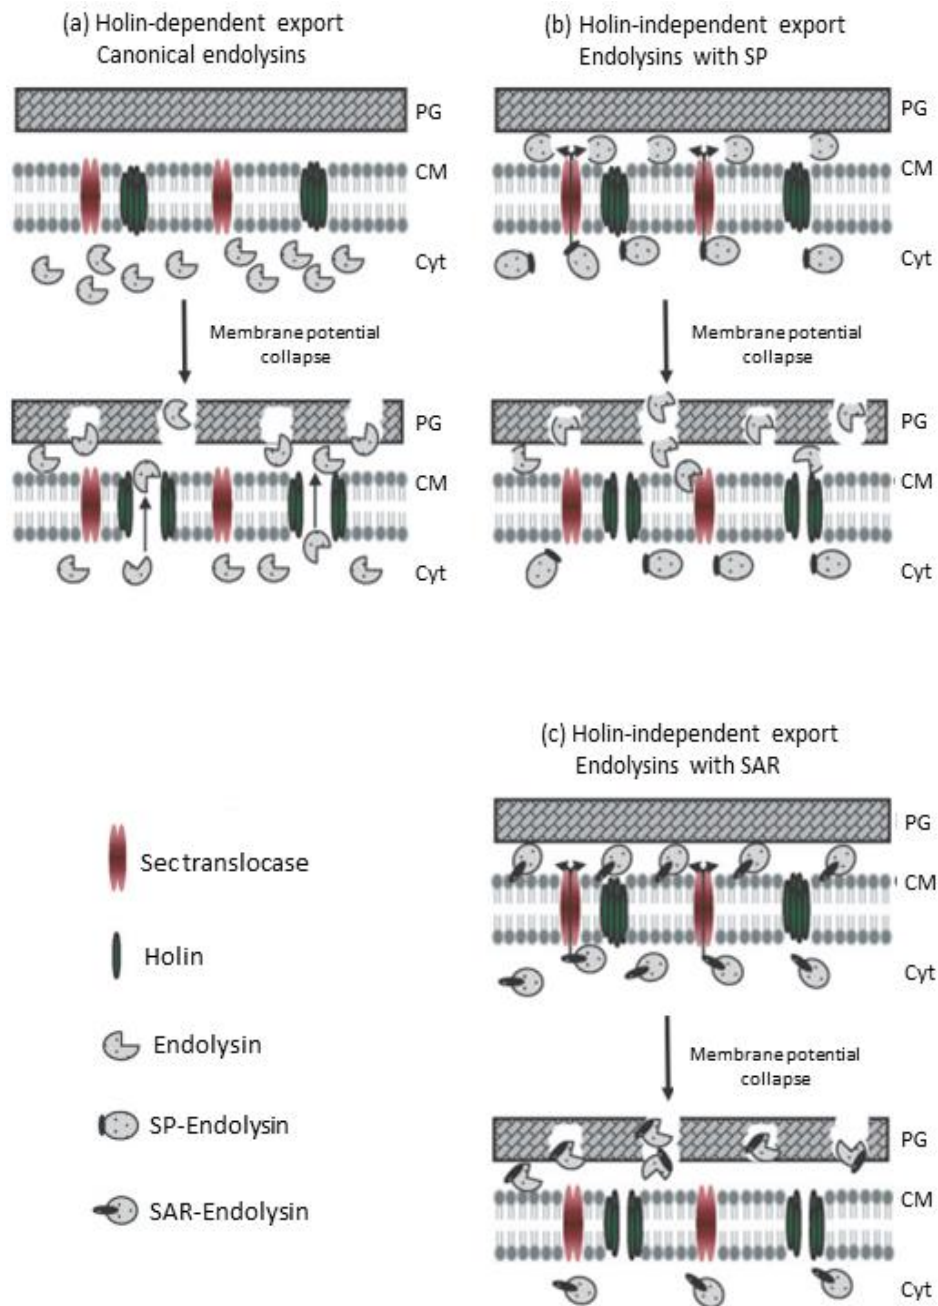 (a) Holin-dependent export
Canonical endolysins
PG
CM
Cyt
Membrane potential
collapse
PG
CM
Cyt
(b) Holin-independent export
Endolysins with SP
PG
CM
Cyt
Membrane potential
collapse
PG
CM
Cyt
(c) Holin-independent export
Endolysins with SAR
PG
CM
Cyt
Membrane potential
collapse
PG
CM
Cyt
Sec translocase
Holin
Endolysin
SP-Endolysin
SAR-Endolysin